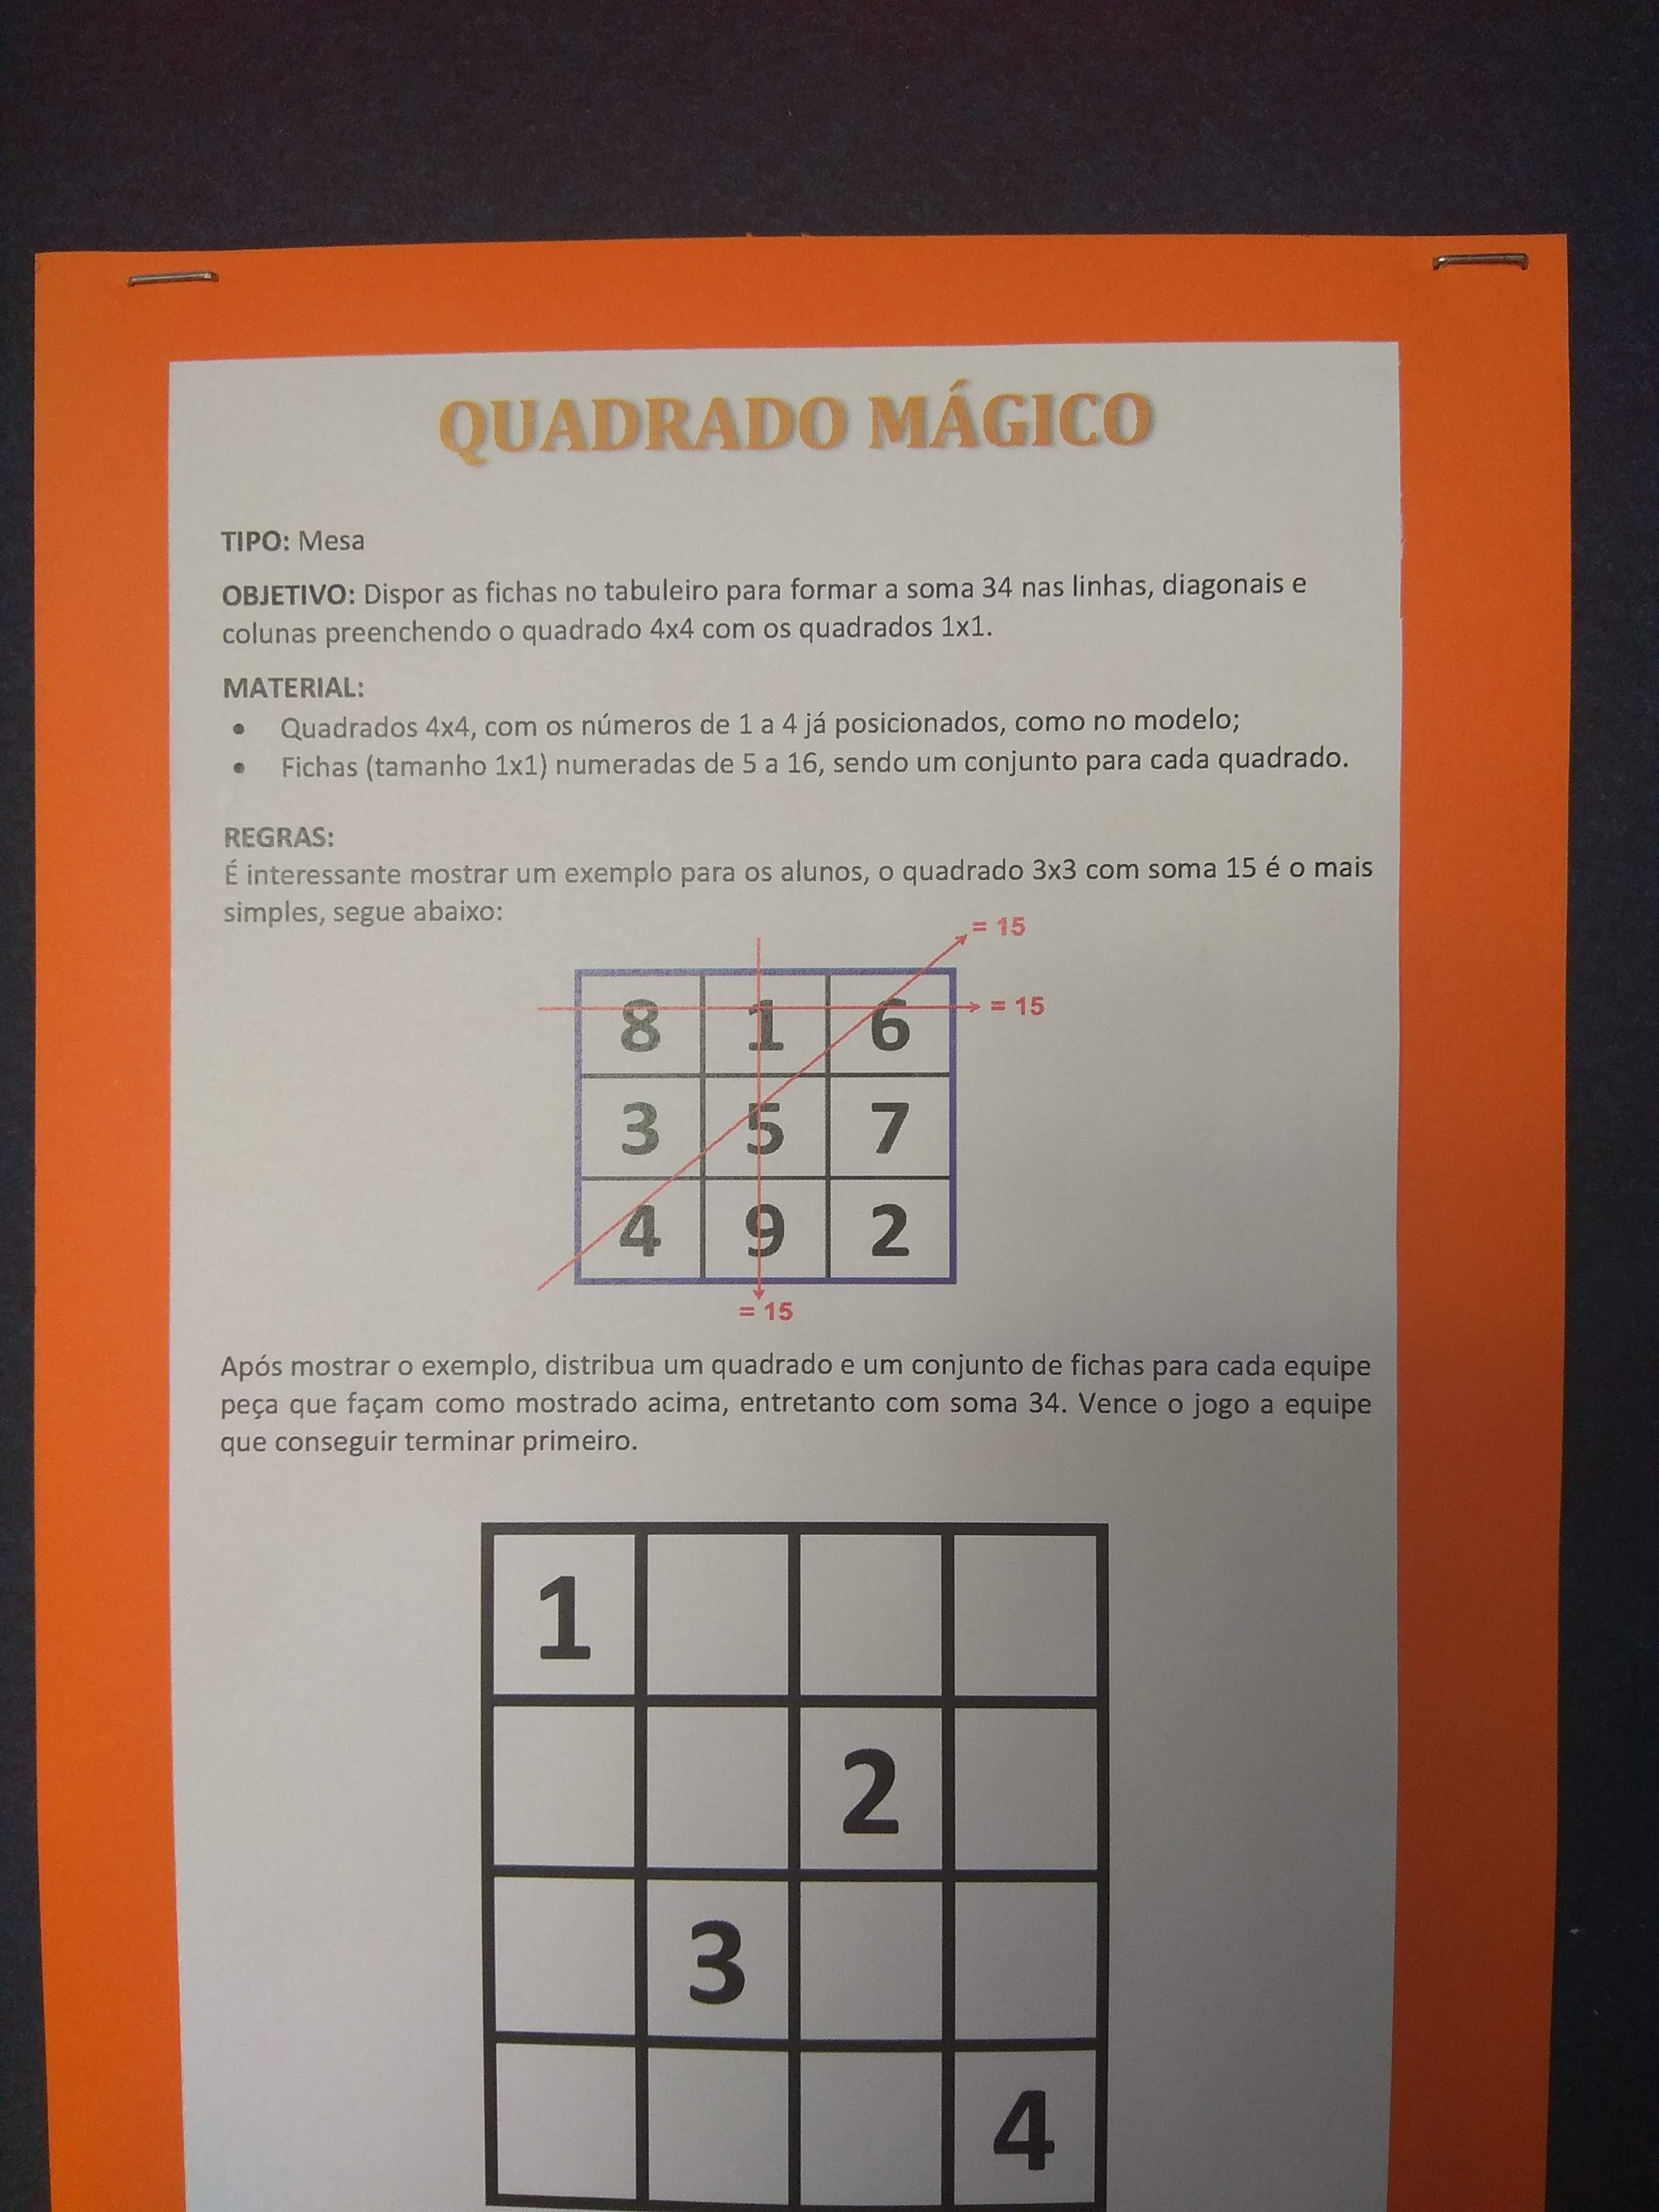 QUADRADO MÁGICO
TIPO: Mesa
OBJETIVO: Dispor as fichas no tabuleiro para formar a soma 34 nas linhas, diagonais e
colunas preenchendo o quadrado 4x4 com os quadrados 1x1.
MATERIAL:
• Quadrados 4x4, com os números de 1 a 4 já posicionados, como no modelo;
• Fichas (tamanho 1x1) numeradas de 5 a 16, sendo um conjunto para cada quadrado.
REGRAS:
É interessante mostrar um exemplo para os alunos, o quadrado 3x3 com soma 15 é o mais
simples, segue abaixo:
= 15
= 15
8 1 6
3 5 7
4 9 2
= 15
Após mostrar o exemplo, distribua um quadrado e um conjunto de fichas para cada equipe
peça que façam como mostrado acima, entretanto com soma 34. Vence o jogo a equipe
que conseguir terminar primeiro.
1
2
3
4